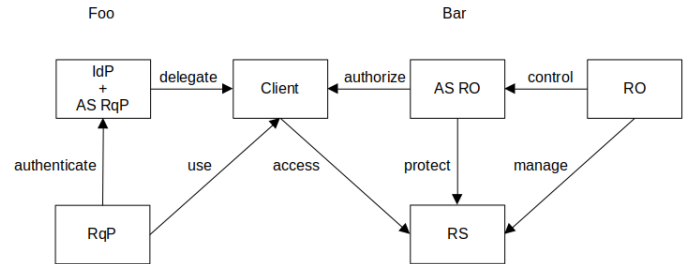 Foo
Bar
IdP
+
AS RqP
delegate
Client
authorize
AS RO
control
RO
authenticate
use
access
protect
manage
RqP
RS